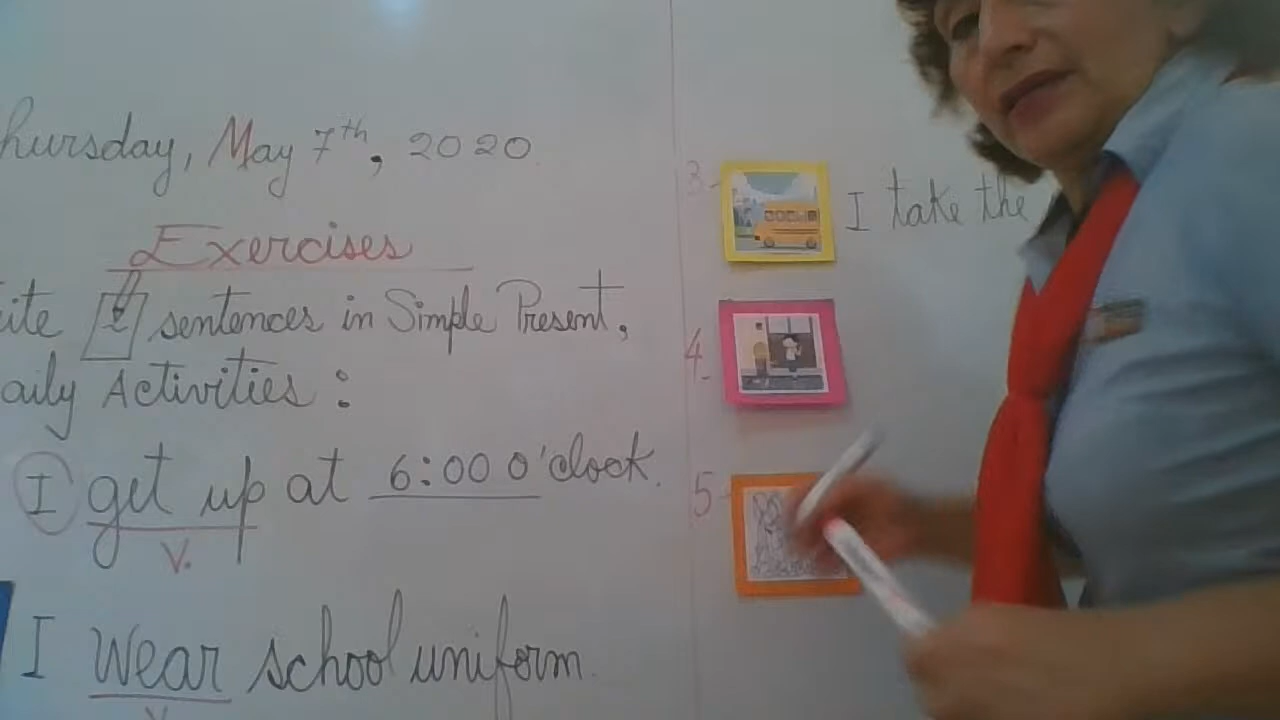 hursday, May 7th, 2020
Exercises
ite sentences in Simple Present,
aily Activities:
I get up at 6:00 O'clock.
V.
I wear school uniform.
V
3- I take the
4-
5-